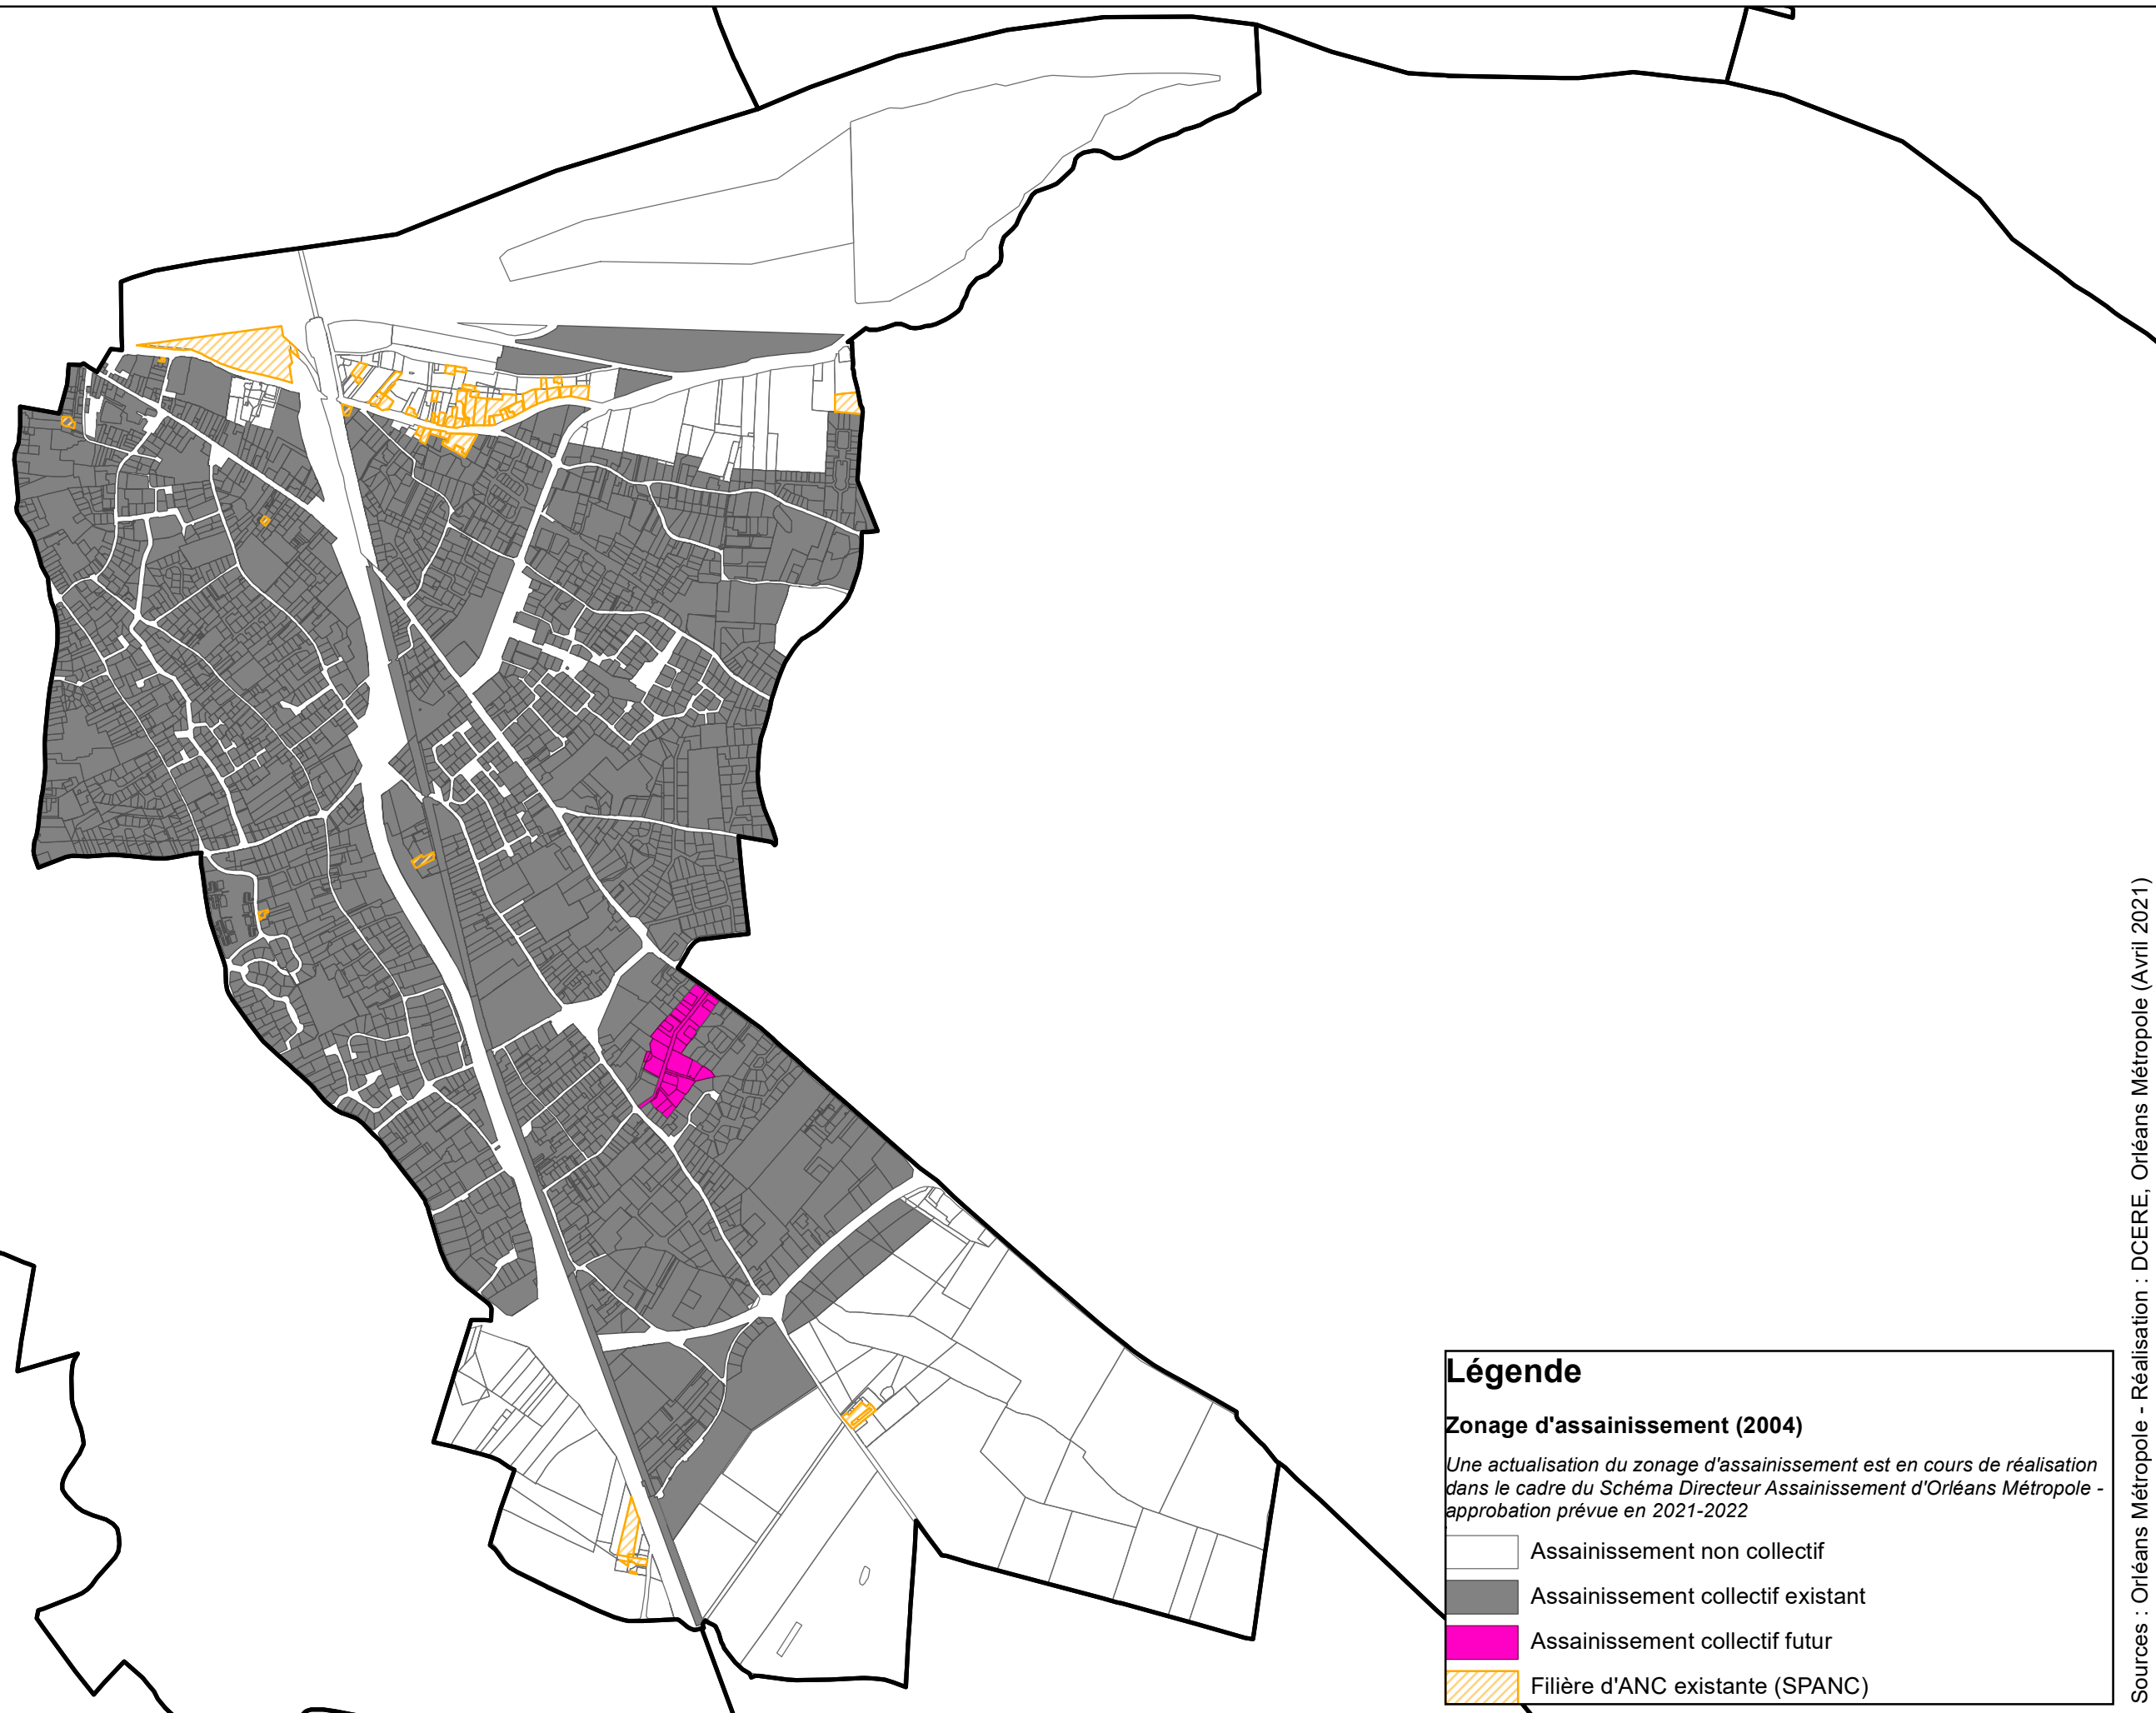 Légende
Zonage d'assainissement (2004)
Une actualisation du zonage d'assainissement est en cours de réalisation
dans le cadre du Schéma Directeur Assainissement d'Orléans Métropole -
approbation prévue en 2021-2022
Assainissement non collectif
Assainissement collectif existant
Assainissement collectif futur
Filière d'ANC existante (SPANC)
Sources : Orléans Métropole - Réalisation : DCERE, Orléans Métropole (Avril 2021)